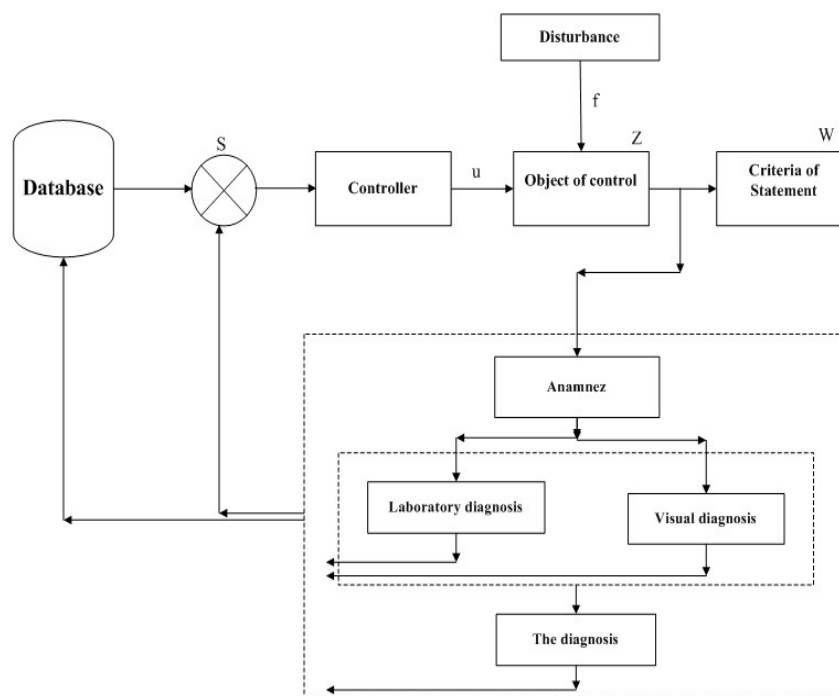 Disturbance
f
S
Z
W
Database
Controller
u
Object of control
Criteria of
Statement
Anamnez
Laboratory diagnosis
Visual diagnosis
The diagnosis